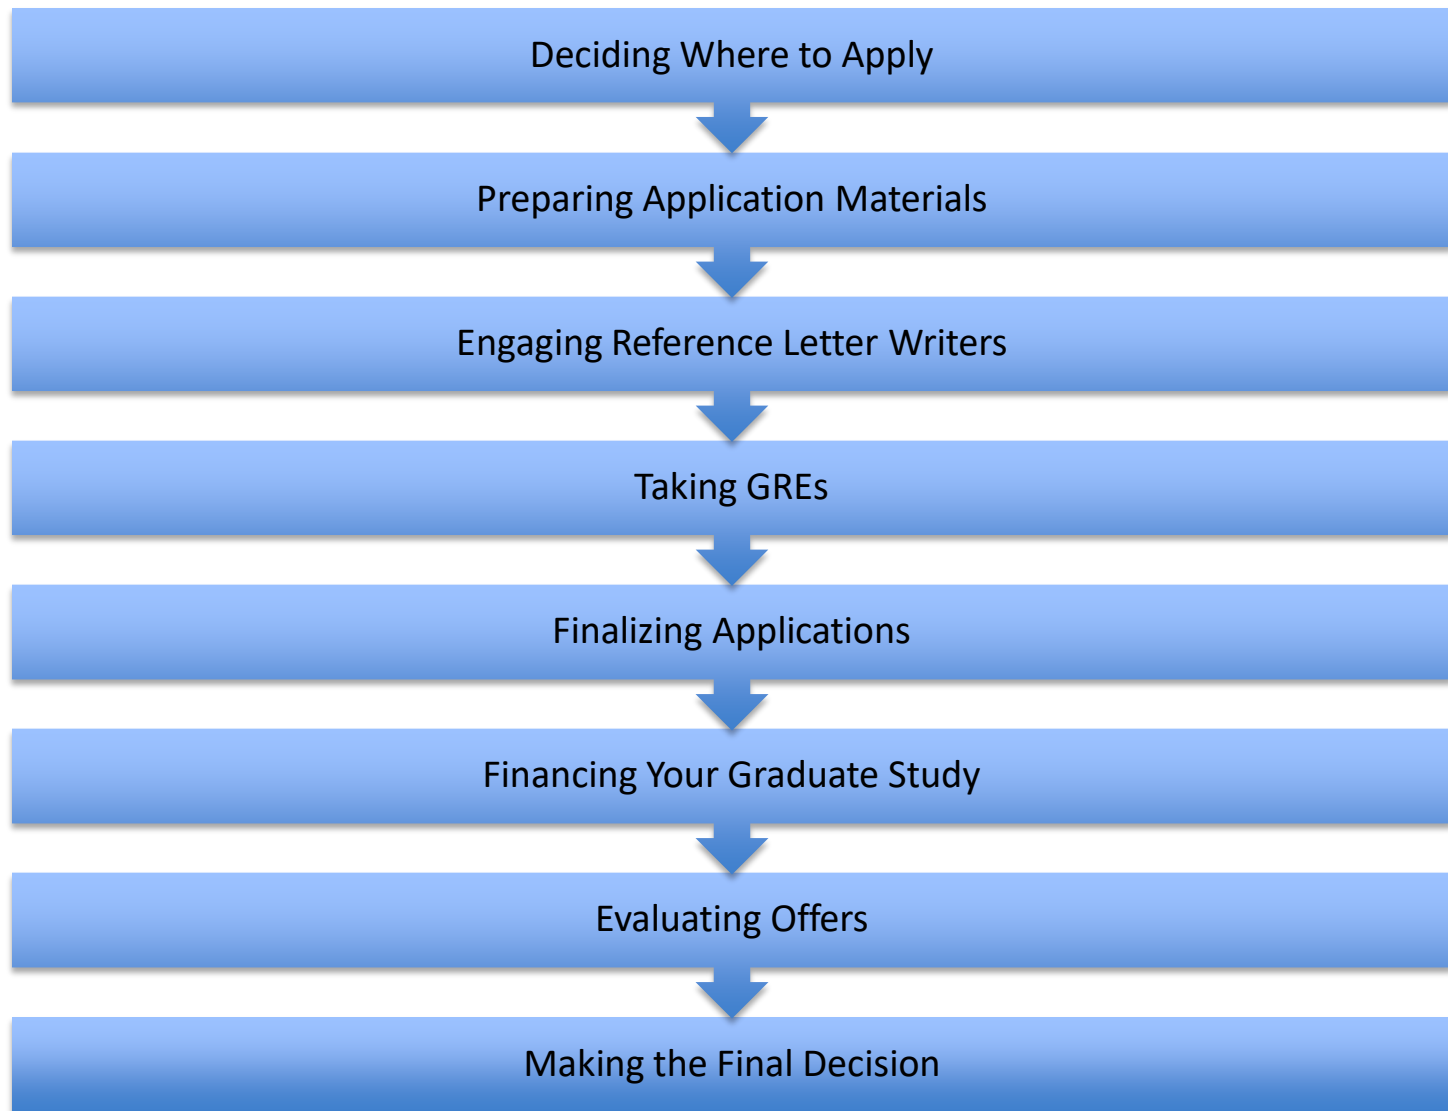 Deciding Where to Apply
Preparing Application Materials
Engaging Reference Letter Writers
Taking GREs
Finalizing Applications
Financing Your Graduate Study
Evaluating Offers
Making the Final Decision